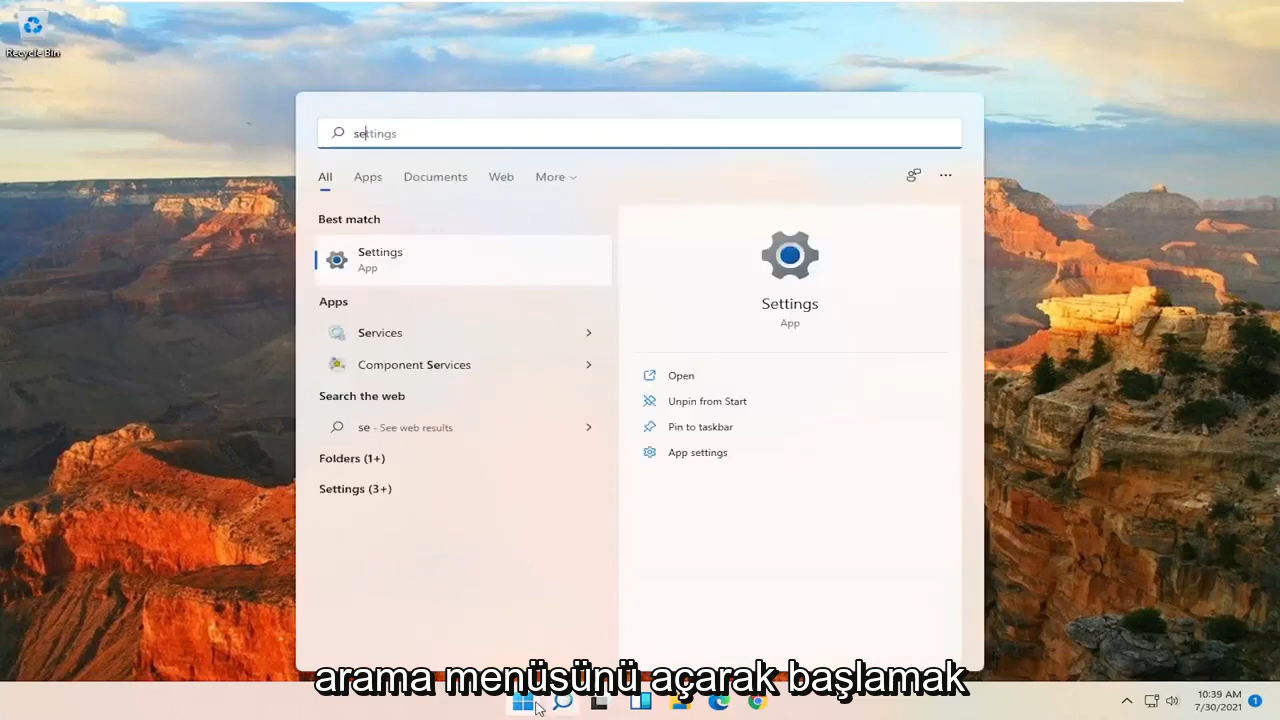 Recycle Bin
settings
All Apps Documents Web More
Best match
Settings
App
Apps
Services
Component Services
Search the web
se - See web results
Folders (1+)
Settings (3+)
Settings
App
Open
Unpin from Start
Pin to taskbar
App settings
arama menüsünü açarak başlamak
10:39 AM
7/30/2021
1